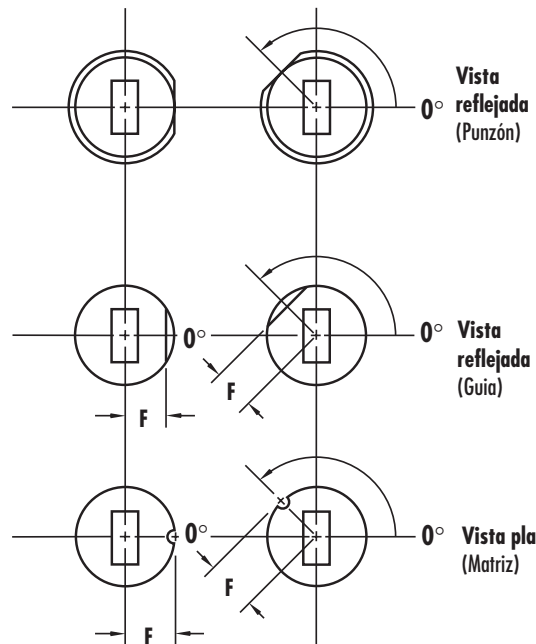 0° Vista
reflejada
(Punzón)
0°
0° Vista
reflejada
(Guia)
F
F
0°
0° Vista pla
(Matriz)
F
F